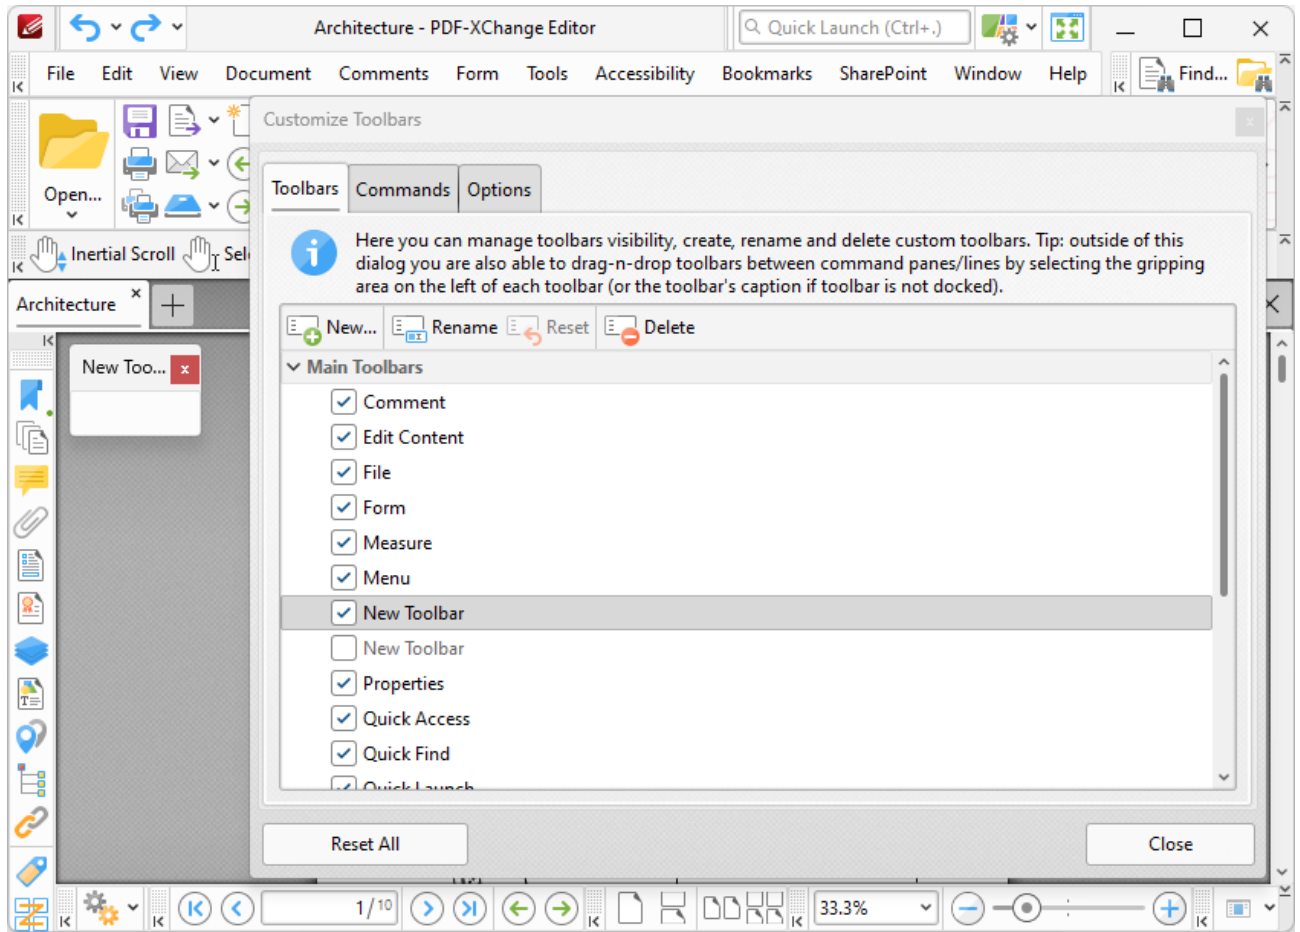 Architecture - PDF-XChange Editor
Quick Launch (Ctrl+.)
File Edit View Document Comments Form Tools Accessibility Bookmarks SharePoint Window Help Find...
Customize Toolbars
Open...
Toolbars Commands Options
Inertial Scroll Sel
Here you can manage toolbars visibility, create, rename and delete custom toolbars. Tip: outside of this
dialog you are also able to drag-n-drop toolbars between command panes/lines by selecting the gripping
area on the left of each toolbar (or the toolbar's caption if toolbar is not docked).
Architecture
New... Rename Reset Delete
New Too...
Main Toolbars
Comment
Edit Content
File
Form
Measure
Menu
New Toolbar
New Toolbar
Properties
Quick Access
Quick Find
Quick Launch
Reset All Close
1/10 33.3%